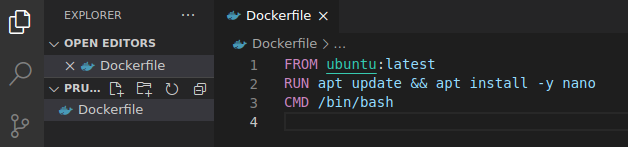 EXPLORER
OPEN EDITORS
Dockerfile
PRU...
Dockerfile
Dockerfile
Dockerfile > ...
1 FROM ubuntu:latest
2 RUN apt update && apt install -y nano
3 CMD /bin/bash
4